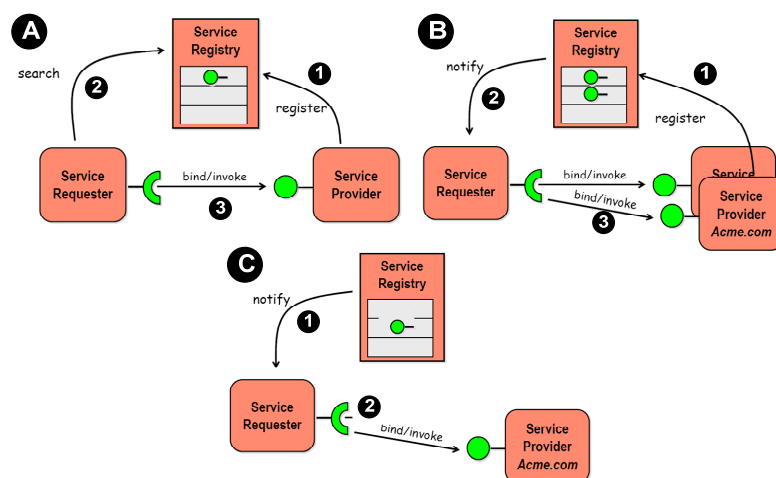 A
Service
Registry
search
2
1
register
Service
Requester
bind/invoke
3
Service
Provider
B
Service
Registry
notify
2
1
register
Service
Requester
bind/invoke
bind/invoke
3
Service
Service
Provider
Acme.com
C
Service
Registry
notify
1
Service
Requester
2
bind/invoke
Service
Provider
Acme.com